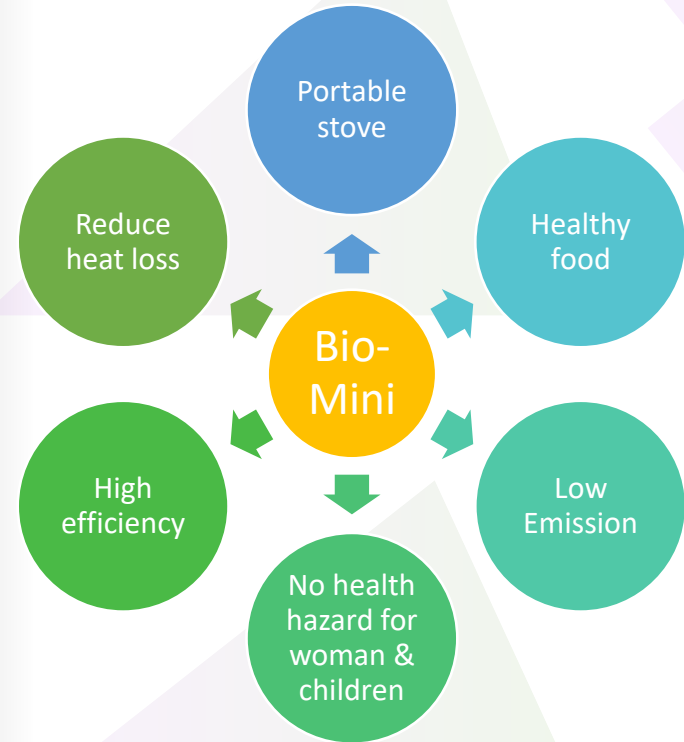 Portable
stove
Healthy
food
Low
Emission
No health
hazard for
woman &
children
High
efficiency
Reduce
heat loss
Bio-
Mini